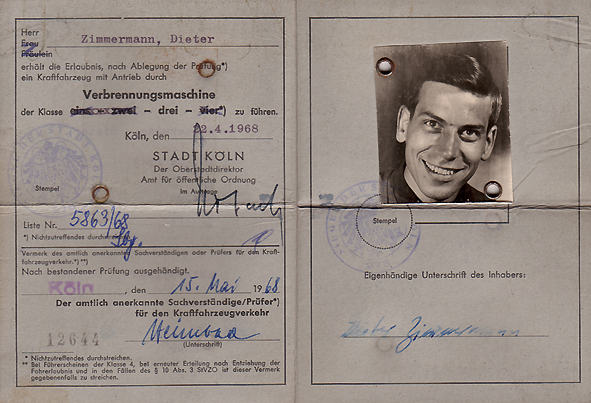 Herr
Frau
Fräulein
Zimmermann, Dieter
erhält die Erlaubnis, nach Ablegung der Prüfung*)
ein Kraftfahrzeug mit Antrieb durch
Verbrennungsmaschine
der Klasse eins zwei – drei – vier*) zu führen.
Köln, den 22.4.1968
STADT KÖLN
Der Oberstadtdirektor
Amt für öffentliche Ordnung
Im Auftrage
Stempel
Liste Nr. 5863/68
*) Nichtzutreffendes durchstreichen.
Vermerk des amtlich anerkannten Sachverständigen oder Prüfers für den Kraft-
fahrzeugverkehr.*) **)
Nach bestandener Prüfung ausgehändigt.
Köln, den 15. Mai 1968
Der amtlich anerkannte Sachverständige/Prüfer*)
für den Kraftfahrzeugverkehr
12644
(Unterschrift)
* Nichtzutreffendes durchstreichen.
** Bei Führerscheinen der Klasse 4, bei erneuter Erteilung nach Entziehung der
Fahrerlaubnis und in den Fällen des § 10 Abs. 3 StVZO ist dieser Vermerk
gegebenenfalls zu streichen.
Stempel
Eigenhändige Unterschrift des Inhabers:
Dieter Zimmermann